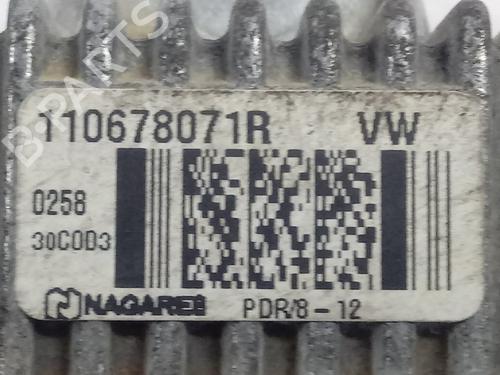 B-PARTS
110678071R VW
0258
30C0D3
NAGARES PDR/8-12